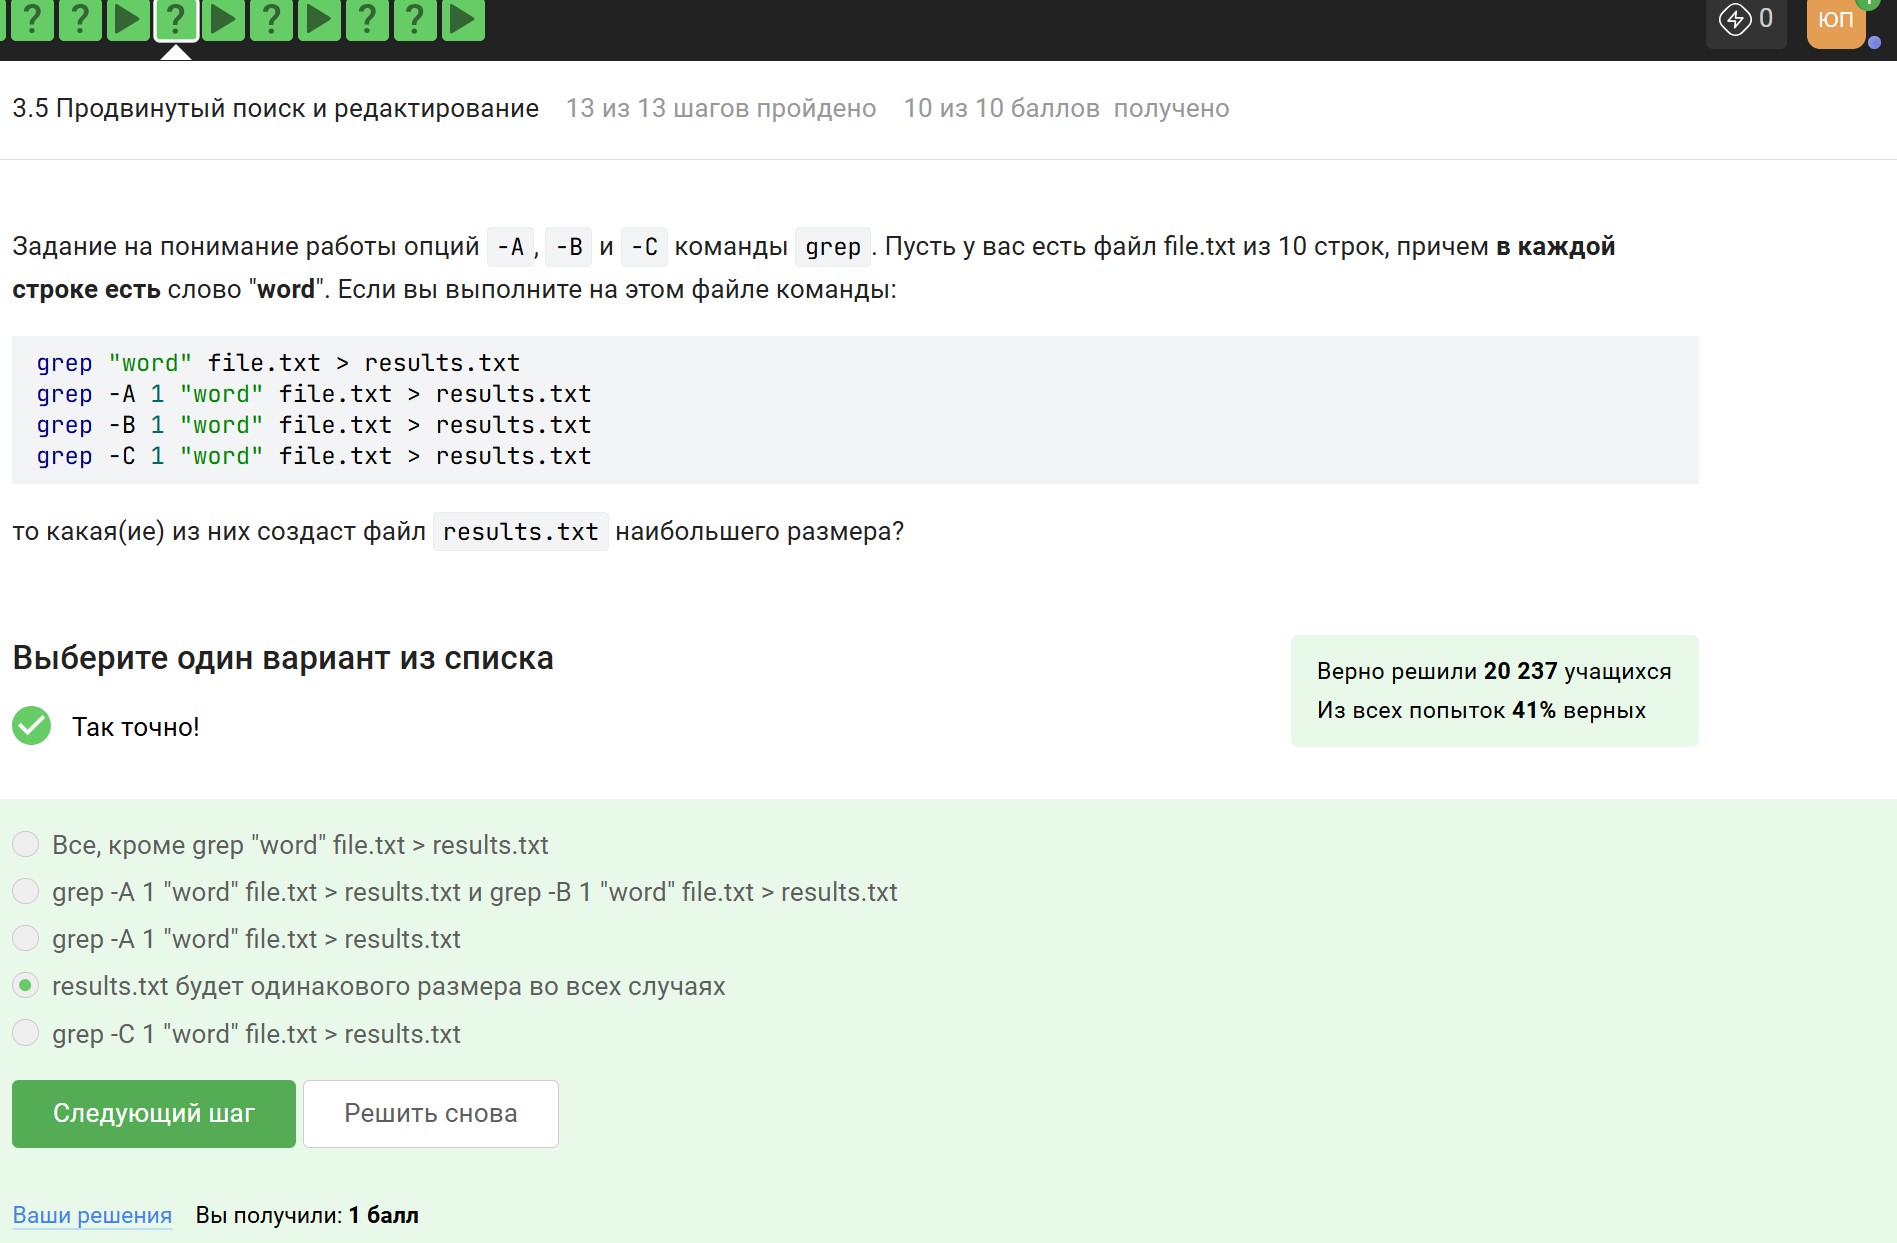 ? ? ? ? ? ?
0 ЮП
3.5 Продвинутый поиск и редактирование 13 из 13 шагов пройдено 10 из 10 баллов получено
Задание на понимание работы опций -A, -B и -C команды grep. Пусть у вас есть файл file.txt из 10 строк, причем в каждой
строке есть слово "word". Если вы выполните на этом файле команды:
grep "word" file.txt > results.txt
grep -A 1 "word" file.txt > results.txt
grep -B 1 "word" file.txt > results.txt
grep -C 1 "word" file.txt > results.txt
то какая(ие) из них создаст файл results.txt наибольшего размера?
Выберите один вариант из списка
Так точно!
Верно решили 20 237 учащихся
Из всех попыток 41% верных
Все, кроме grep "word" file.txt > results.txt
grep -A 1 "word" file.txt > results.txt и grep -B 1 "word" file.txt > results.txt
grep -A 1 "word" file.txt > results.txt
results.txt будет одинакового размера во всех случаях
grep -C 1 "word" file.txt > results.txt
Следующий шаг Решить снова
Ваши решения Вы получили: 1 балл